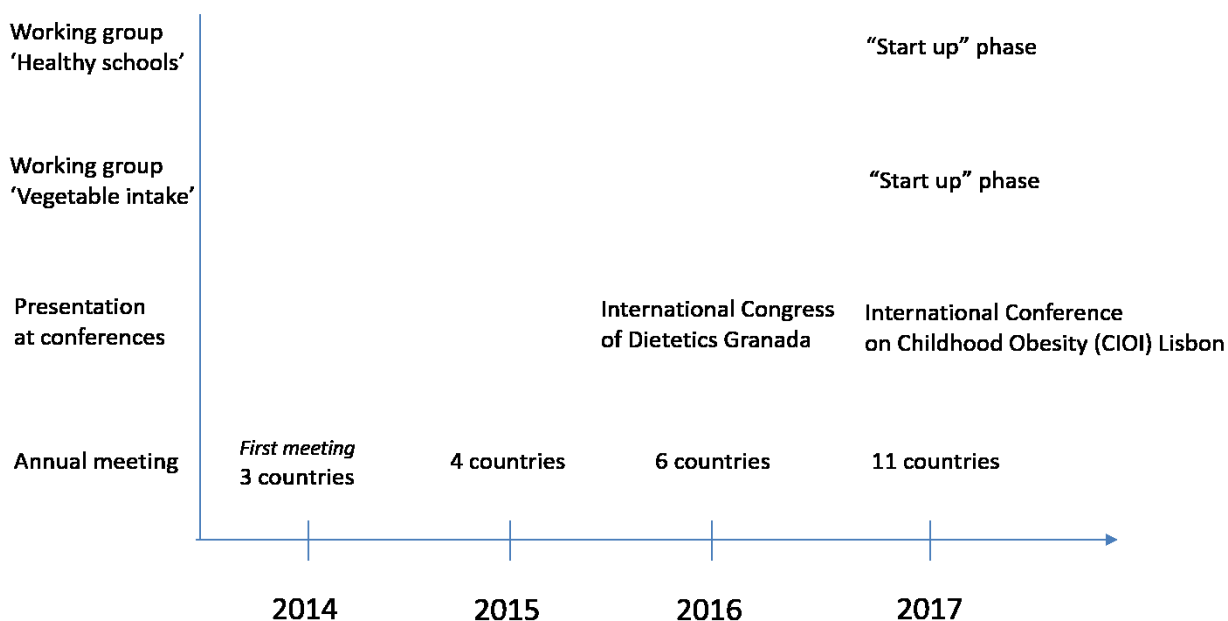 Working group
‘Healthy schools’
“Start up” phase
Working group
‘Vegetable intake’
“Start up” phase
Presentation
at conferences
International Congress
of Dietetics Granada
International Conference
on Childhood Obesity (CIOI) Lisbon
Annual meeting
First meeting
3 countries
4 countries
6 countries
11 countries
2014
2015
2016
2017